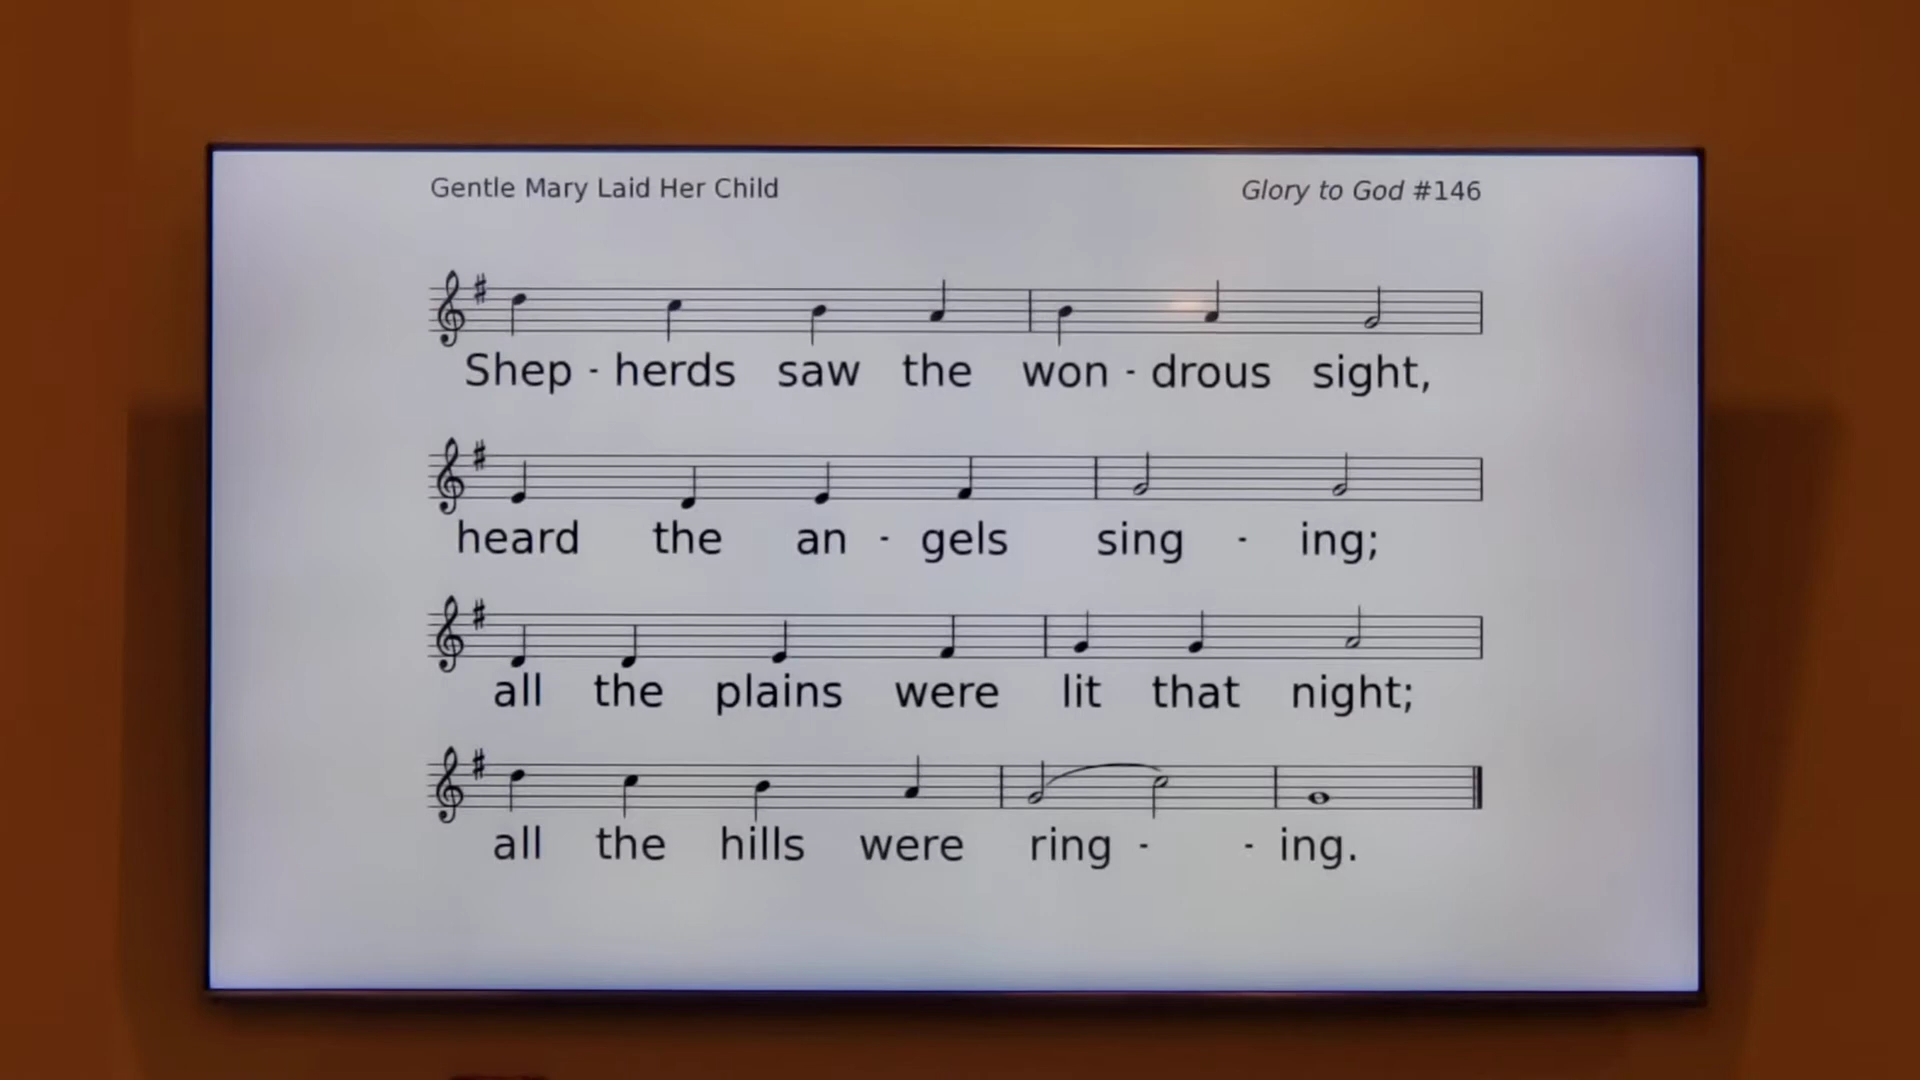 Gentle Mary Laid Her Child Glory to God #146
Shep - herds saw the won - drous sight,
heard the an - gels sing - ing;
all the plains were lit that night;
all the hills were ring - - ing.